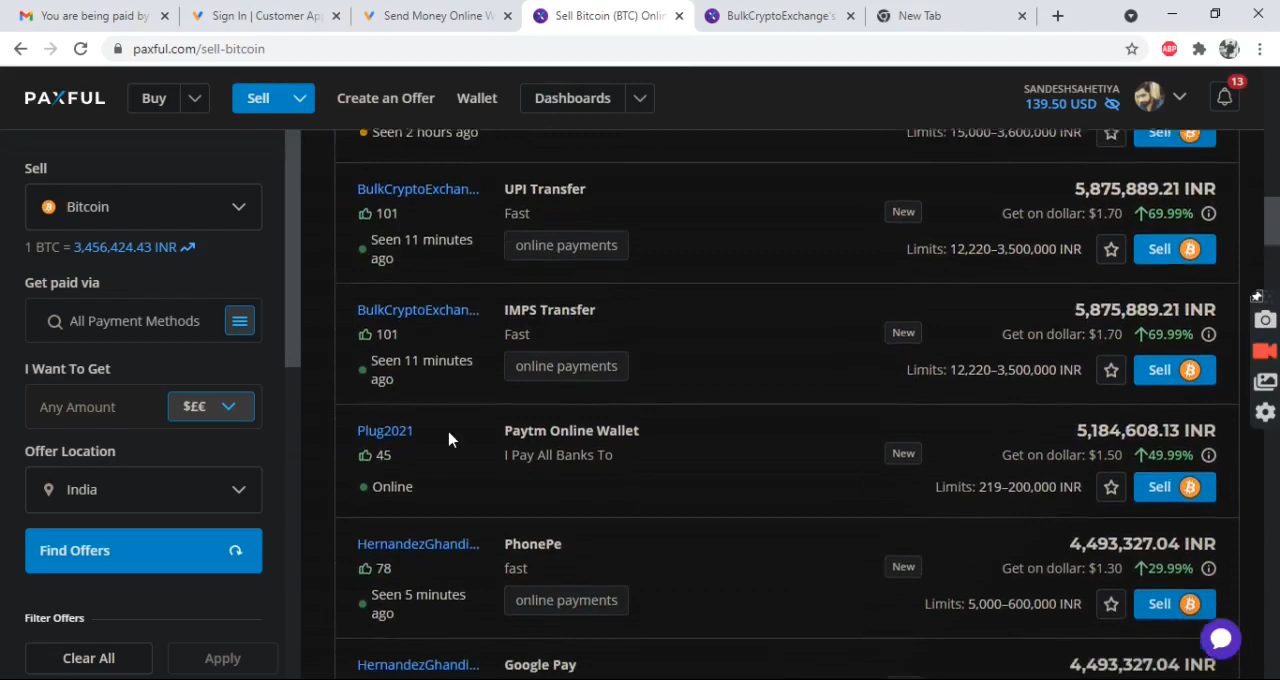 You are being paid by
Sign In | Customer Ap
Send Money Online W
Sell Bitcoin (BTC) Onlin
BulkCryptoExchange's
New Tab
paxful.com/sell-bitcoin
ABP
PAXFUL
Buy
Sell
Create an Offer
Wallet
Dashboards
SANDESHSAHETIYA
139.50 USD
13
Sell
Bitcoin
1 BTC = 3,456,424.43 INR
Get paid via
All Payment Methods
I Want To Get
Any Amount
$££
Offer Location
India
Find Offers
Filter Offers
Clear All
Apply
Seen 2 hours ago
Limits: 15,000–3,600,000 INR
Sell
BulkCryptoExchan...
UPI Transfer
5,875,889.21 INR
101
Fast
New
Get on dollar: $1.70
69.99%
Seen 11 minutes
ago
online payments
Limits: 12,220–3,500,000 INR
Sell
BulkCryptoExchan...
IMPS Transfer
5,875,889.21 INR
101
Fast
New
Get on dollar: $1.70
69.99%
Seen 11 minutes
ago
online payments
Limits: 12,220–3,500,000 INR
Sell
Plug2021
Paytm Online Wallet
5,184,608.13 INR
45
I Pay All Banks To
New
Get on dollar: $1.50
49.99%
Online
Limits: 219–200,000 INR
Sell
HernandezGhandi...
PhonePe
4,493,327.04 INR
78
fast
New
Get on dollar: $1.30
29.99%
Seen 5 minutes
ago
online payments
Limits: 5,000–600,000 INR
Sell
HernandezGhandi...
Google Pay
4,493,327.04 INR